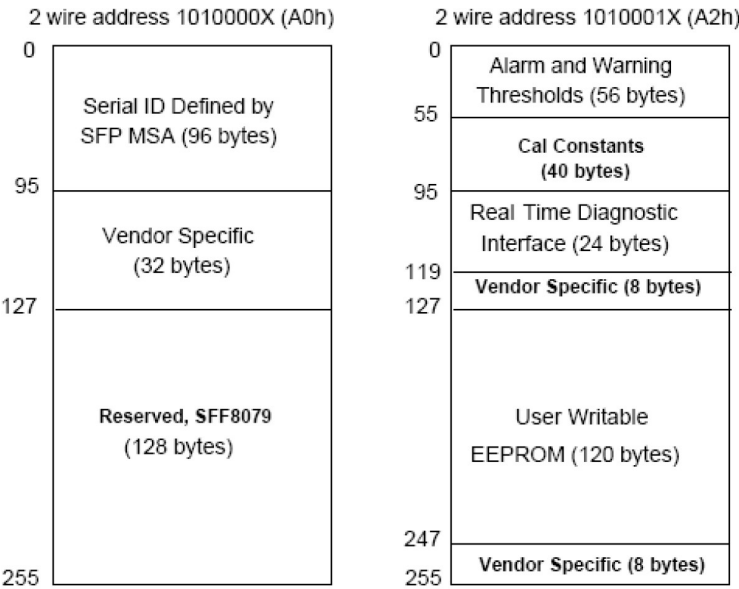 2 wire address 1010000X (A0h)
0
Serial ID Defined by
SFP MSA (96 bytes)
95
Vendor Specific
(32 bytes)
127
Reserved, SFF8079
(128 bytes)
255
2 wire address 1010001X (A2h)
0
Alarm and Warning
Thresholds (56 bytes)
55
Cal Constants
(40 bytes)
95
Real Time Diagnostic
Interface (24 bytes)
119
Vendor Specific (8 bytes)
127
User Writable
EEPROM (120 bytes)
247
Vendor Specific (8 bytes)
255